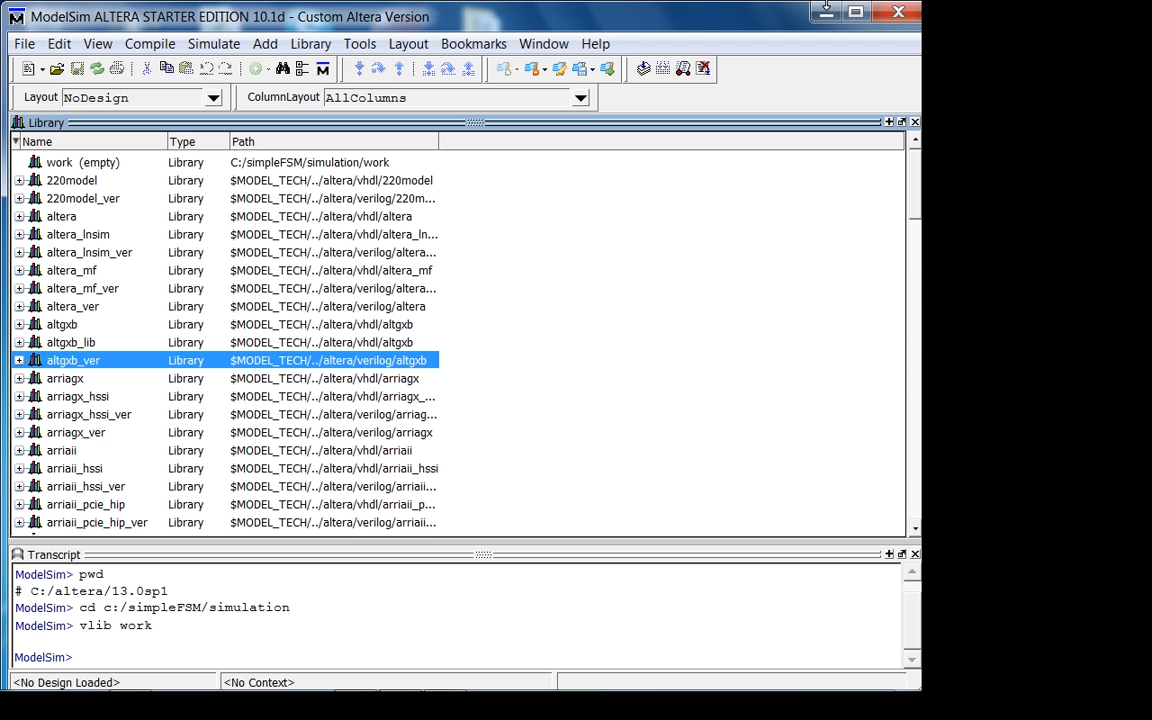 ModelSim ALTERA STARTER EDITION 10.1d - Custom Altera Version
File Edit View Compile Simulate Add Library Tools Layout Bookmarks Window Help
Layout NoDesign ColumnLayout AllColumns
Library
Name Type Path
work (empty) Library C:/simpleFSM/simulation/work
220model Library $MODEL_TECH/../altera/vhdl/220model
220model_ver Library $MODEL_TECH/../altera/verilog/220m...
altera Library $MODEL_TECH/../altera/vhdl/altera
altera_lnsim Library $MODEL_TECH/../altera/vhdl/altera_ln...
altera_lnsim_ver Library $MODEL_TECH/../altera/verilog/altera...
altera_mf Library $MODEL_TECH/../altera/vhdl/altera_mf
altera_mf_ver Library $MODEL_TECH/../altera/verilog/altera...
altera_ver Library $MODEL_TECH/../altera/verilog/altera
altgxb Library $MODEL_TECH/../altera/vhdl/altgxb
altgxb_lib Library $MODEL_TECH/../altera/vhdl/altgxb
altgxb_ver Library $MODEL_TECH/../altera/verilog/altgxb
arriagx Library $MODEL_TECH/../altera/vhdl/arriagx
arriagx_hssi Library $MODEL_TECH/../altera/vhdl/arriagx_...
arriagx_hssi_ver Library $MODEL_TECH/../altera/verilog/arriag...
arriagx_ver Library $MODEL_TECH/../altera/verilog/arriagx
arriaii Library $MODEL_TECH/../altera/vhdl/arriaii
arriaii_hssi Library $MODEL_TECH/../altera/vhdl/arriaii_hssi
arriaii_hssi_ver Library $MODEL_TECH/../altera/verilog/arriaii...
arriaii_pcie_hip Library $MODEL_TECH/../altera/vhdl/arriaii_p...
arriaii_pcie_hip_ver Library $MODEL_TECH/../altera/verilog/arriaii...
Transcript
ModelSim> pwd
# C:/altera/13.0sp1
ModelSim> cd c:/simpleFSM/simulation
ModelSim> vlib work
ModelSim>
<No Design Loaded> <No Context>